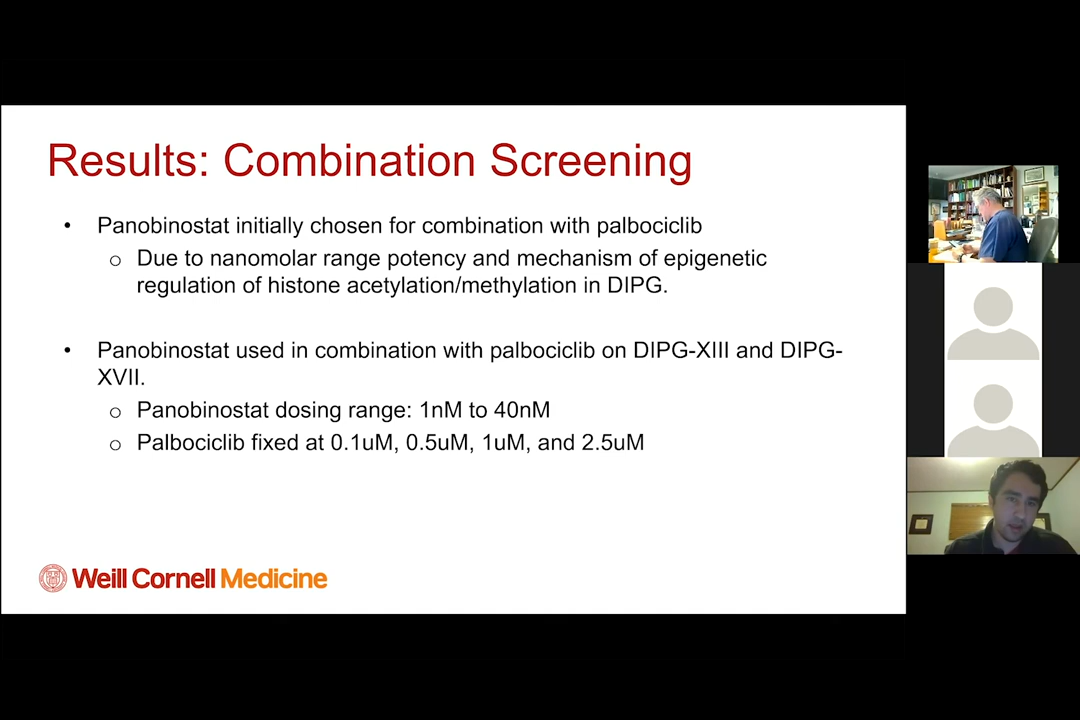 Results: Combination Screening
• Panobinostat initially chosen for combination with palbociclib
o Due to nanomolar range potency and mechanism of epigenetic
regulation of histone acetylation/methylation in DIPG.
• Panobinostat used in combination with palbociclib on DIPG-XIII and DIPG-
XVII.
o Panobinostat dosing range: 1nM to 40nM
o Palbociclib fixed at 0.1uM, 0.5uM, 1uM, and 2.5uM
Weill Cornell Medicine